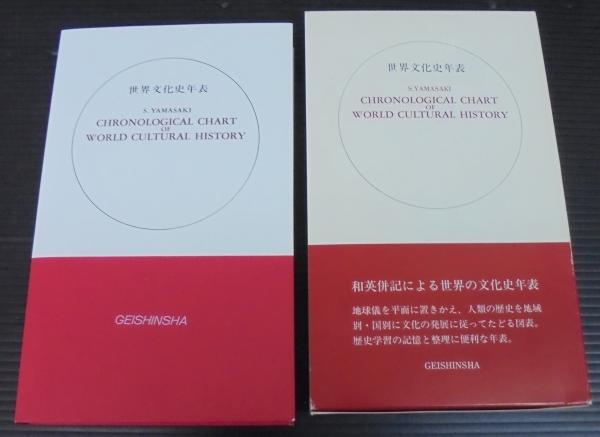 世界文化史年表
S. YAMASAKI
CHRONOLOGICAL CHART
OF
WORLD CULTURAL HISTORY
GEISHINSHA
世界文化史年表
S. YAMASAKI
CHRONOLOGICAL CHART
OF
WORLD CULTURAL HISTORY
和英併記による世界の文化史年表
地球儀を平面に置きかえ、人類の歴史を地域
別・国別に文化の発展に従ってたどる図表。
歴史学習の記憶と整理に便利な年表。
GEISHINSHA